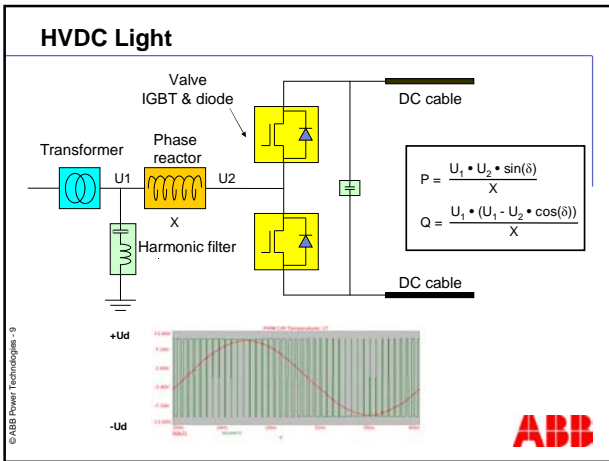 HVDC Light
Valve
IGBT & diode
DC cable
Transformer
Phase
reactor
U1
U2
X
Harmonic filter
P = U₁ • U₂ • sin(δ)
X
Q = U₁ • (U₁ - U₂ • cos(δ))
X
DC cable
+Ud
-Ud
© ABB Power Technologies - 9
ABB